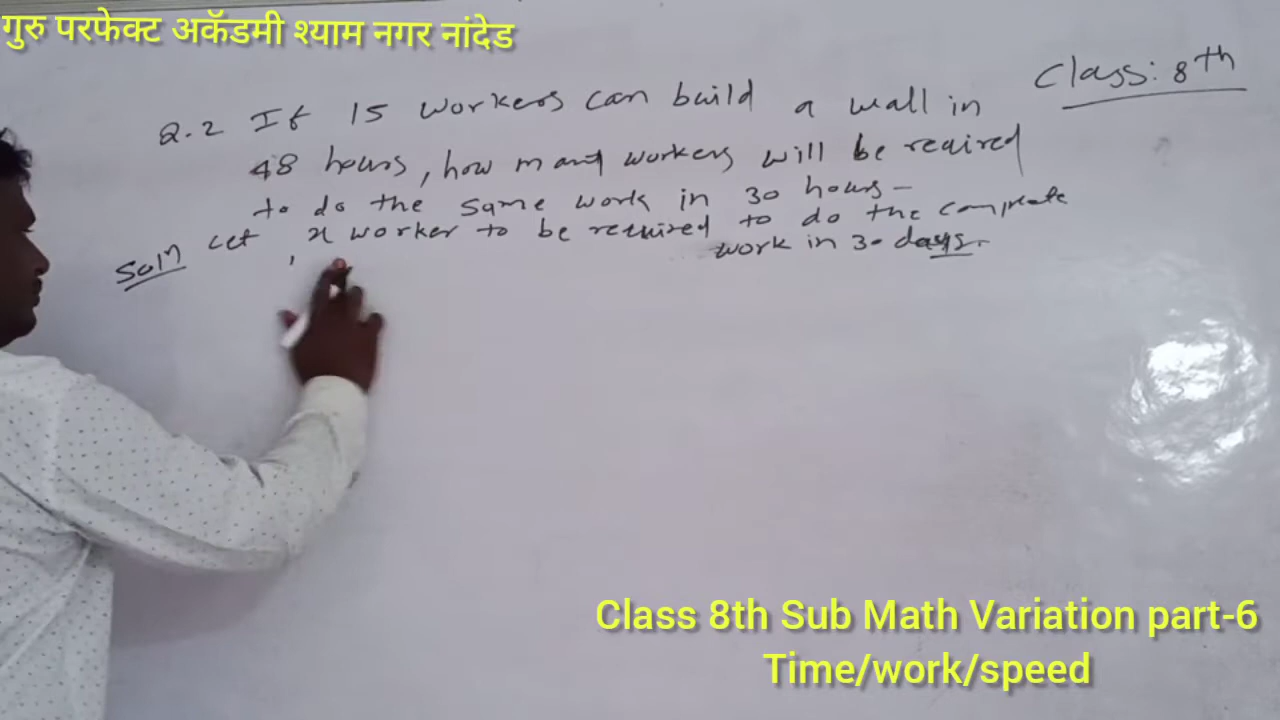 गुरु परफेक्ट अकॅडमी श्याम नगर नांदेड
Class: 8th
Q.2 If 15 workers can build a wall in
48 hours, how many workers will be required
to do the same work in 30 hours -
Soln Let, x worker to be required to do the complete
work in 30 days.
Class 8th Sub Math Variation part-6
Time/work/speed